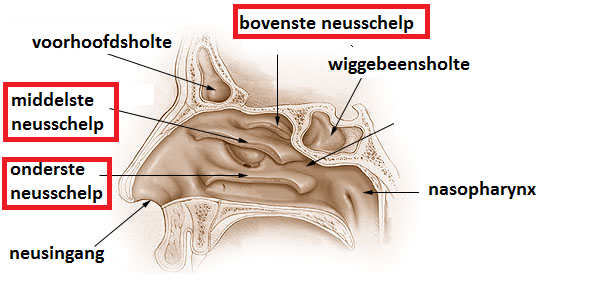 bovenste neusschelp
voorhoofdsholte
wiggebeensholte
middelste
neusschelp
onderste
neusschelp
nasopharynx
neusingang